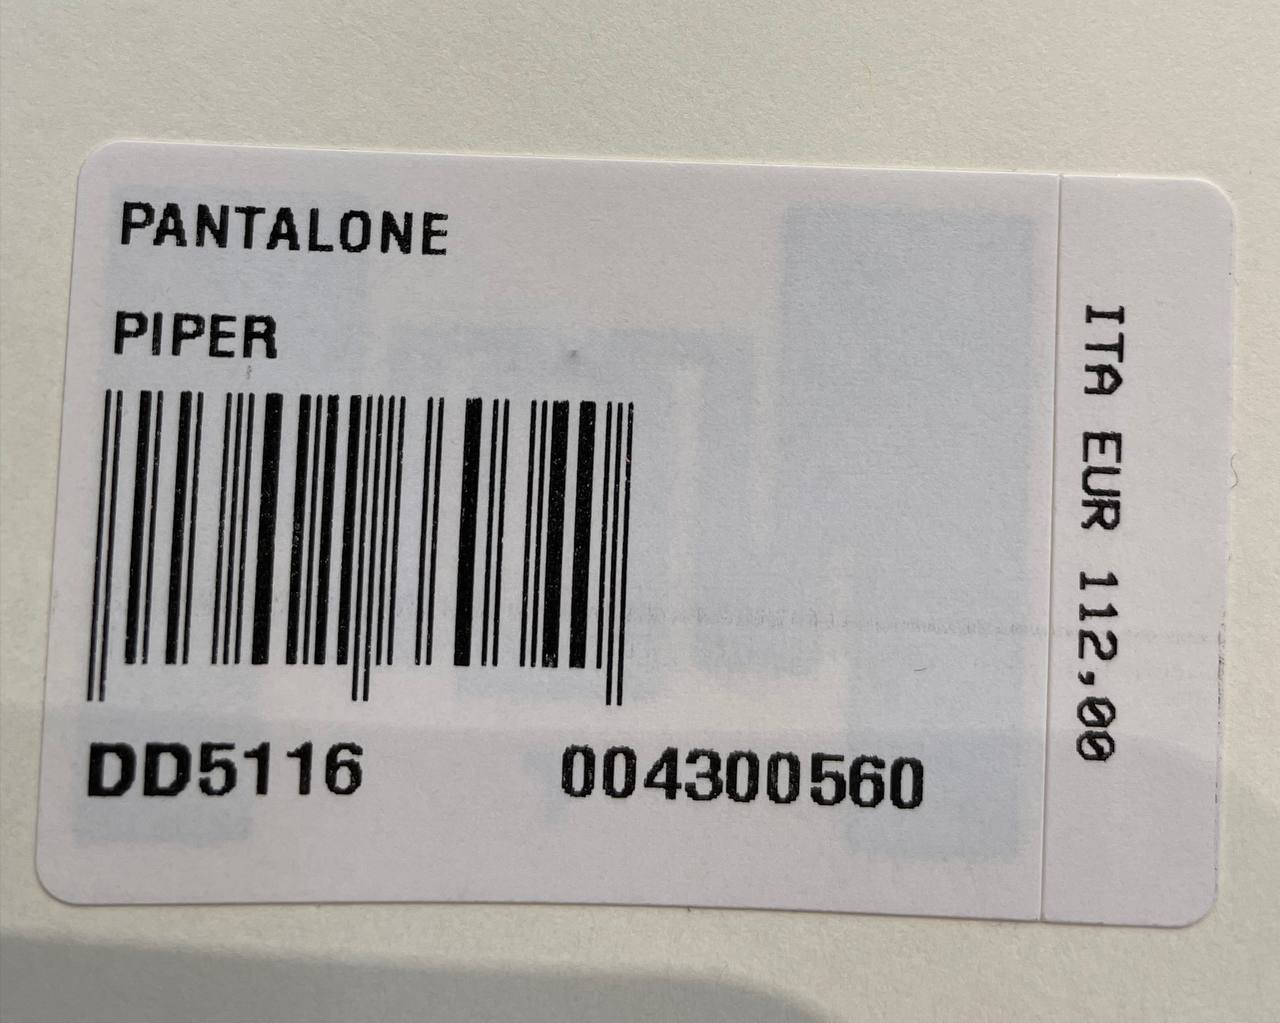 PANTALONE
PIPER
DD5116 004300560
ITA EUR 112,00